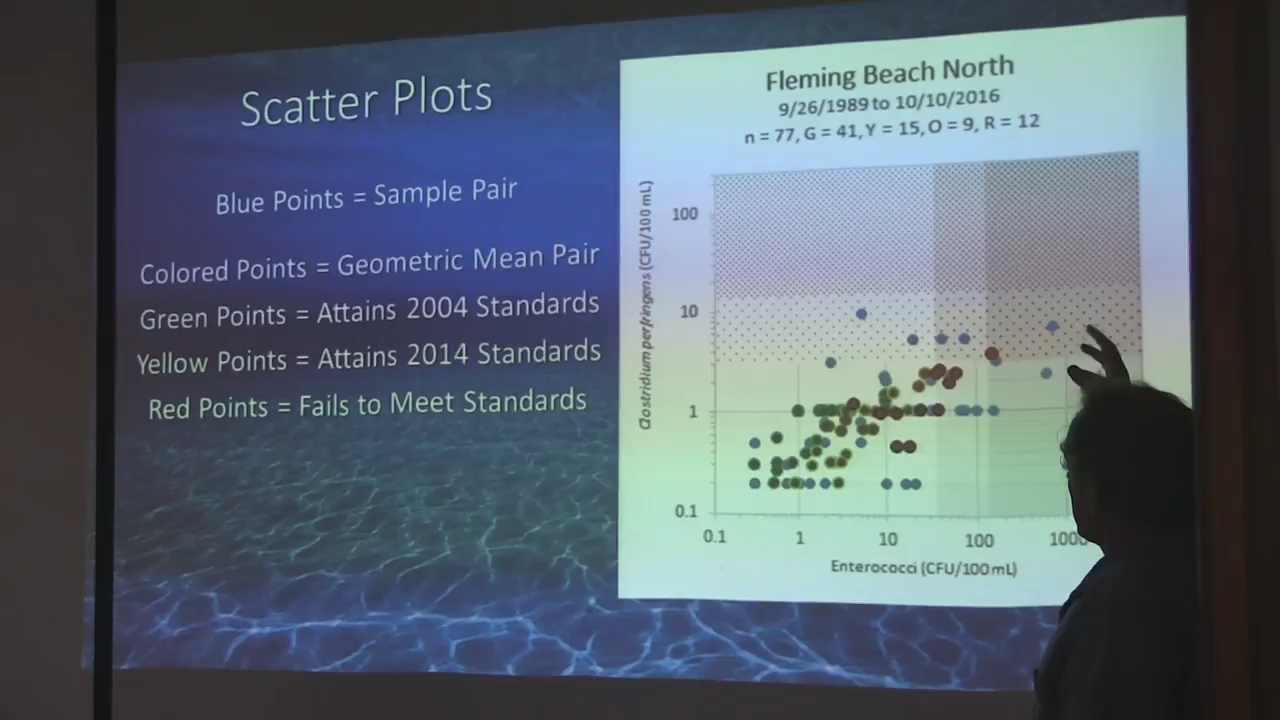 Scatter Plots
Blue Points = Sample Pair
Colored Points = Geometric Mean Pair
Green Points = Attains 2004 Standards
Yellow Points = Attains 2014 Standards
Red Points = Fails to Meet Standards
Fleming Beach North
9/26/1989 to 10/10/2016
n = 77, G = 41, Y = 15, O = 9, R = 12
Clostridium perfringens (CFU/100 mL)
100
10
1
0.1
0.1
1
10
100
1000
Enterococci (CFU/100 mL)